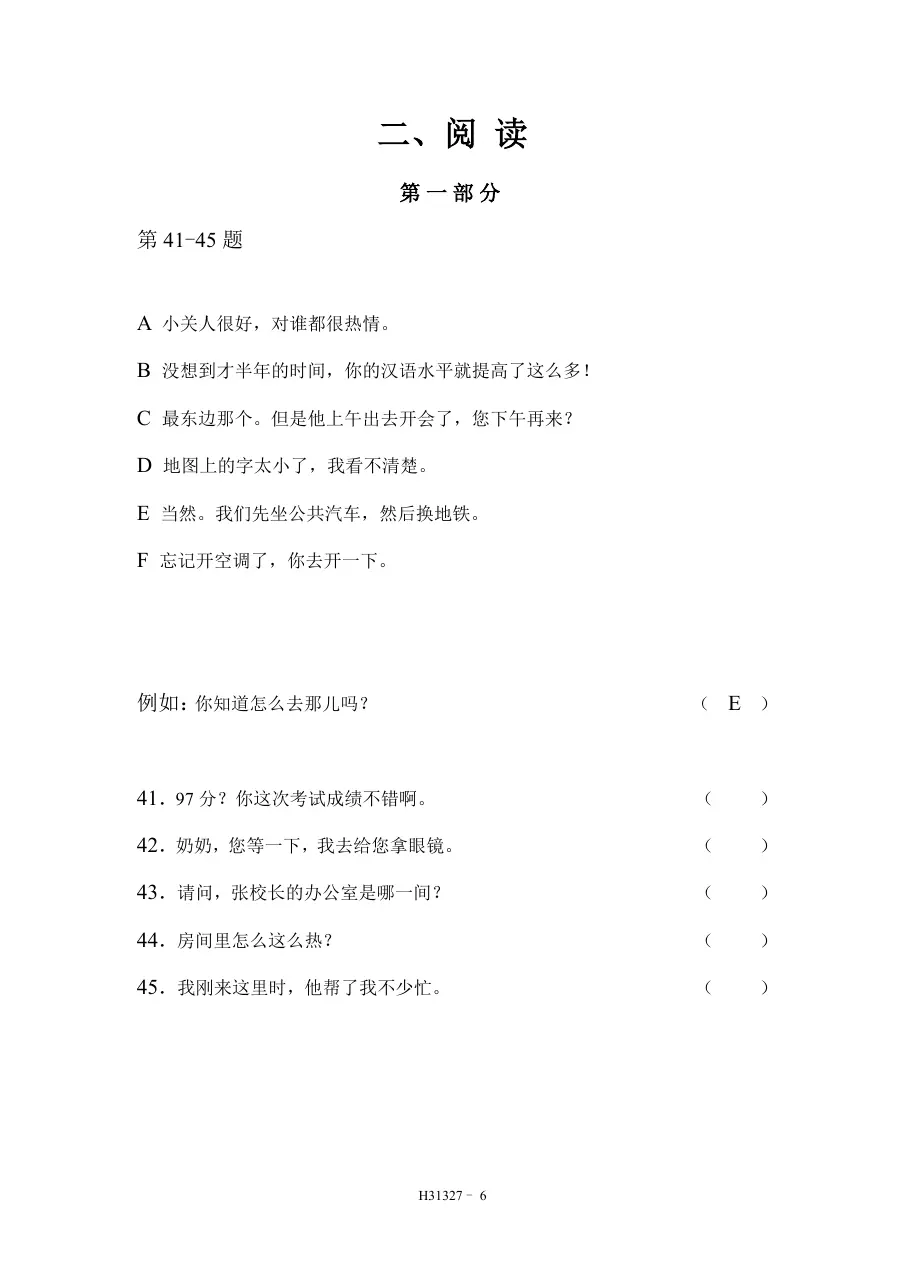 二、阅 读
第一部分
第 41-45 题
A 小关人很好，对谁都很热情。
B 没想到才半年的时间，你的汉语水平就提高了这么多！
C 最东边那个。但是他上午出去开会了，您下午再来？
D 地图上的字太小了，我看不清楚。
E 当然。我们先坐公共汽车，然后换地铁。
F 忘记开空调了，你去开一下。
例如：你知道怎么去那儿吗？ （ E ）
41．97 分？你这次考试成绩不错啊。 （ ）
42．奶奶，您等一下，我去给您拿眼镜。 （ ）
43．请问，张校长的办公室是哪一间？ （ ）
44．房间里怎么这么热？ （ ）
45．我刚来这里时，他帮了我不少忙。 （ ）
H31327 - 6